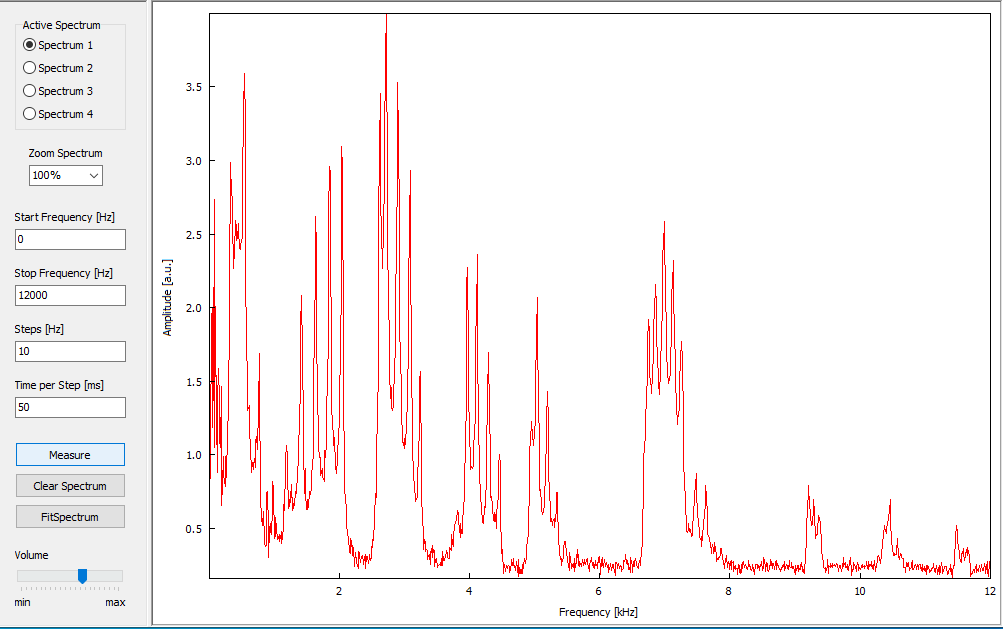 Active Spectrum
Spectrum 1
Spectrum 2
Spectrum 3
Spectrum 4
Zoom Spectrum
100%
Start Frequency [Hz]
0
Stop Frequency [Hz]
12000
Steps [Hz]
10
Time per Step [ms]
50
Measure
Clear Spectrum
FitSpectrum
Volume
min max
Amplitude [a.u.]
3.5
3.0
2.5
2.0
1.5
1.0
0.5
2 4 6 8 10 12
Frequency [kHz]